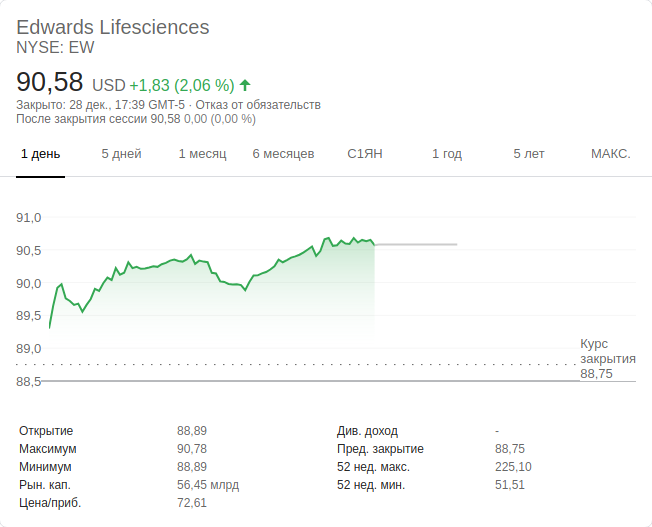 Edwards Lifesciences
NYSE: EW
90,58 USD +1,83 (2,06 %)
Закрыто: 28 дек., 17:39 GMT-5 · Отказ от обязательств
После закрытия сессии 90,58 0,00 (0,00 %)
1 день 5 дней 1 месяц 6 месяцев С1ЯН 1 год 5 лет МАКС.
91,0
90,5
90,0
89,5
89,0
88,5
Курс
закрытия
88,75
Открытие 88,89
Максимум 90,78
Минимум 88,89
Рын. кап. 56,45 млрд
Цена/приб. 72,61
Див. доход -
Пред. закрытие 88,75
52 нед. макс. 225,10
52 нед. мин. 51,51